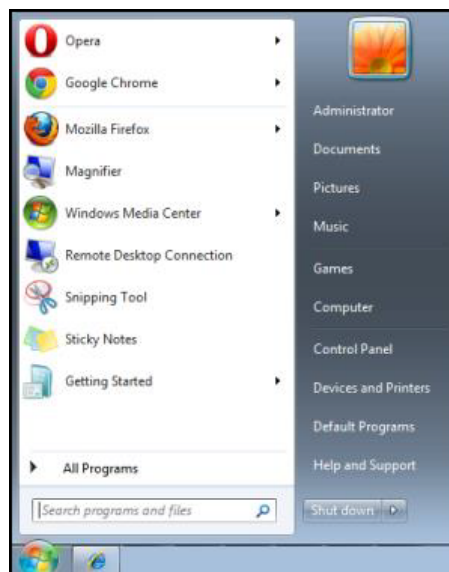 Opera
Google Chrome
Mozilla Firefox
Magnifier
Windows Media Center
Remote Desktop Connection
Snipping Tool
Sticky Notes
Getting Started
All Programs
Search programs and files
Administrator
Documents
Pictures
Music
Games
Computer
Control Panel
Devices and Printers
Default Programs
Help and Support
Shut down